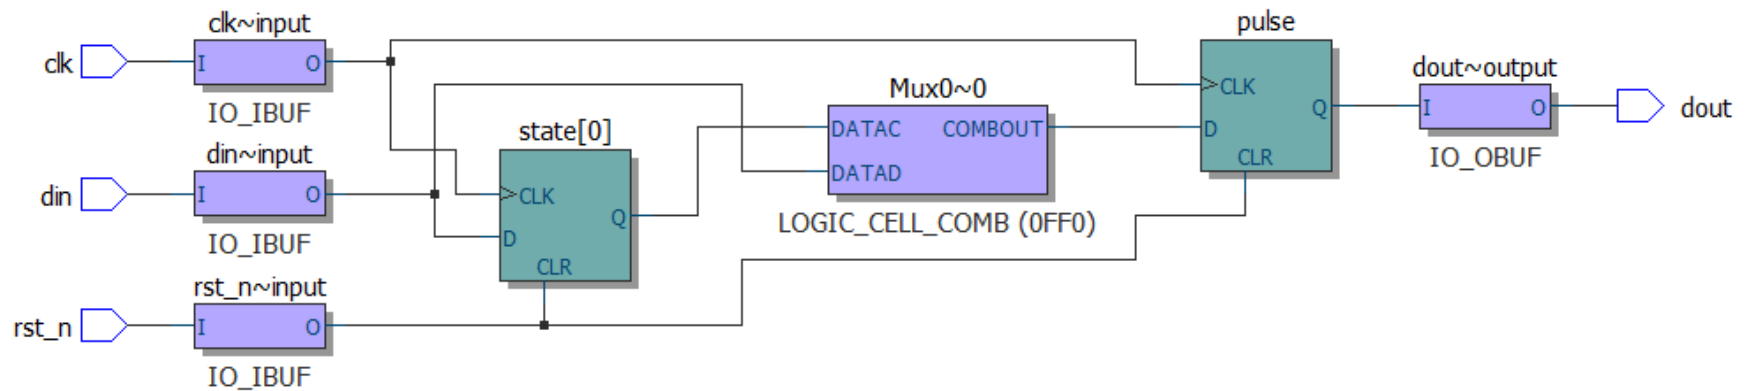 clk
clk~input
I
O
IO_IBUF
din
din~input
I
O
IO_IBUF
rst_n
rst_n~input
I
O
IO_IBUF
state[0]
CLK
D
Q
CLR
Mux0~0
DATAC
COMBOUT
DATAD
LOGIC_CELL_COMB (0FF0)
pulse
CLK
Q
D
CLR
dout~output
I
O
IO_OBUF
dout